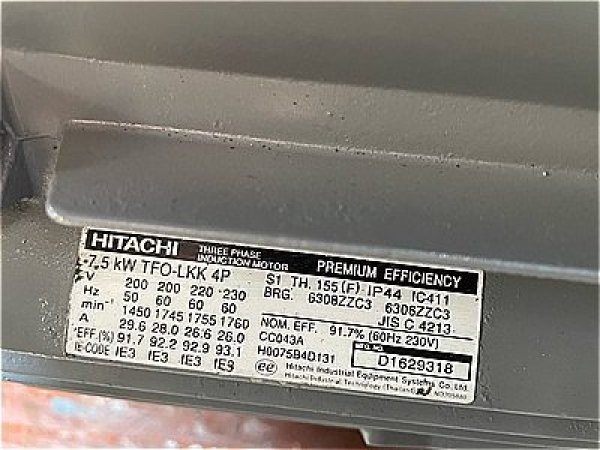 HITACHI THREE PHASE INDUCTION MOTOR PREMIUM EFFICIENCY
7.5 kW TFO-LKK 4P S1 TH. 155 (F) IP44 IC411
V 200 200 220 230 BRG. 6308ZZC3 6306ZZC3
Hz 50 60 60 60 JIS C 4213
min⁻¹ 1450 1745 1755 1760 NOM. EFF. 91.7% (60Hz 230V)
A 29.6 28.0 26.6 26.0 CC043A MFG NO. D1629318
EFF (%) 91.7 92.2 92.9 93.1 H0075B4D131
IE-CODE IE3 IE3 IE3 IE3 Hitachi Industrial Equipment Systems Co., Ltd.
Hitachi Industrial Technology (Thailand)